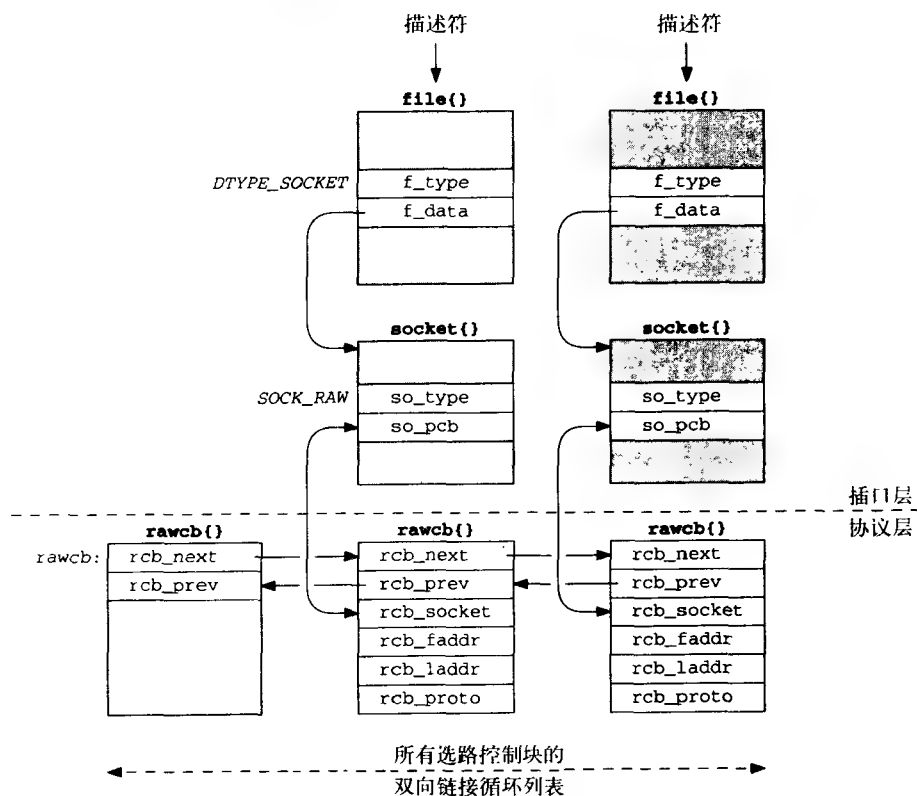 描述符 描述符
file{} file{}
DTYPE_SOCKET f_type f_type
f_data f_data
socket{} socket{}
SOCK_RAW so_type so_type
so_pcb so_pcb
插口层
协议层
rawcb{} rawcb{} rawcb{}
rawcb: rcb_next rcb_next rcb_next
rcb_prev rcb_prev rcb_prev
rcb_socket rcb_socket
rcb_faddr rcb_faddr
rcb_laddr rcb_laddr
rcb_proto rcb_proto
所有选路控制块的
双向链接循环列表